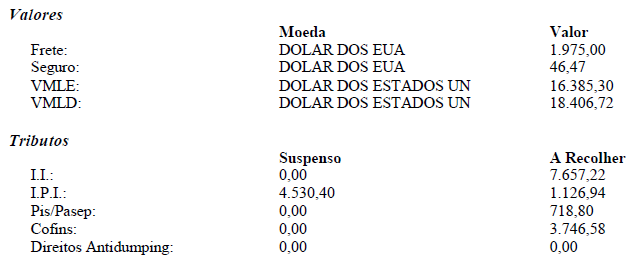 Valores
Moeda Valor
Frete: DOLAR DOS EUA 1.975,00
Seguro: DOLAR DOS EUA 46,47
VMLE: DOLAR DOS ESTADOS UN 16.385,30
VMLD: DOLAR DOS ESTADOS UN 18.406,72
Tributos
Suspenso A Recolher
I.I.: 0,00 7.657,22
I.P.I.: 4.530,40 1.126,94
Pis/Pasep: 0,00 718,80
Cofins: 0,00 3.746,58
Direitos Antidumping: 0,00 0,00